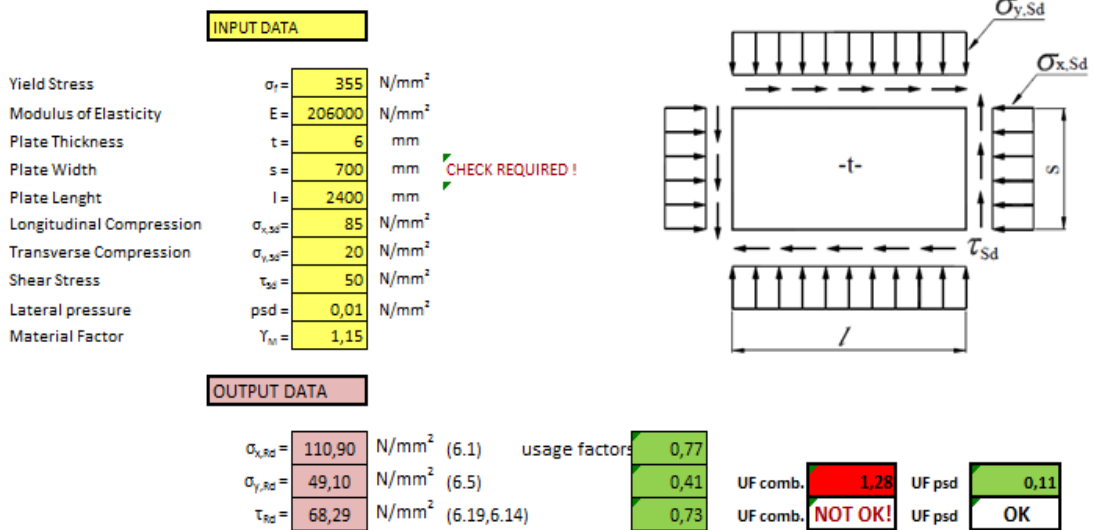 INPUT DATA
σy,Sd
σx,Sd
Yield Stress σf = 355 N/mm²
Modulus of Elasticity E = 206000 N/mm²
Plate Thickness t = 6 mm
Plate Width s = 700 mm CHECK REQUIRED !
Plate Lenght l = 2400 mm
Longitudinal Compression σx,Sd= 85 N/mm²
Transverse Compression σy,Sd= 20 N/mm²
Shear Stress τSd = 50 N/mm²
Lateral pressure psd = 0,01 N/mm²
Material Factor ΥM = 1,15
-t-
s
τSd
l
OUTPUT DATA
σx,Rd = 110,90 N/mm² (6.1) usage factors 0,77
σy,Rd = 49,10 N/mm² (6.5) 0,41 UF comb. 1,28 UF psd 0,11
τRd = 68,29 N/mm² (6.19,6.14) 0,73 UF comb. NOT OK! UF psd OK